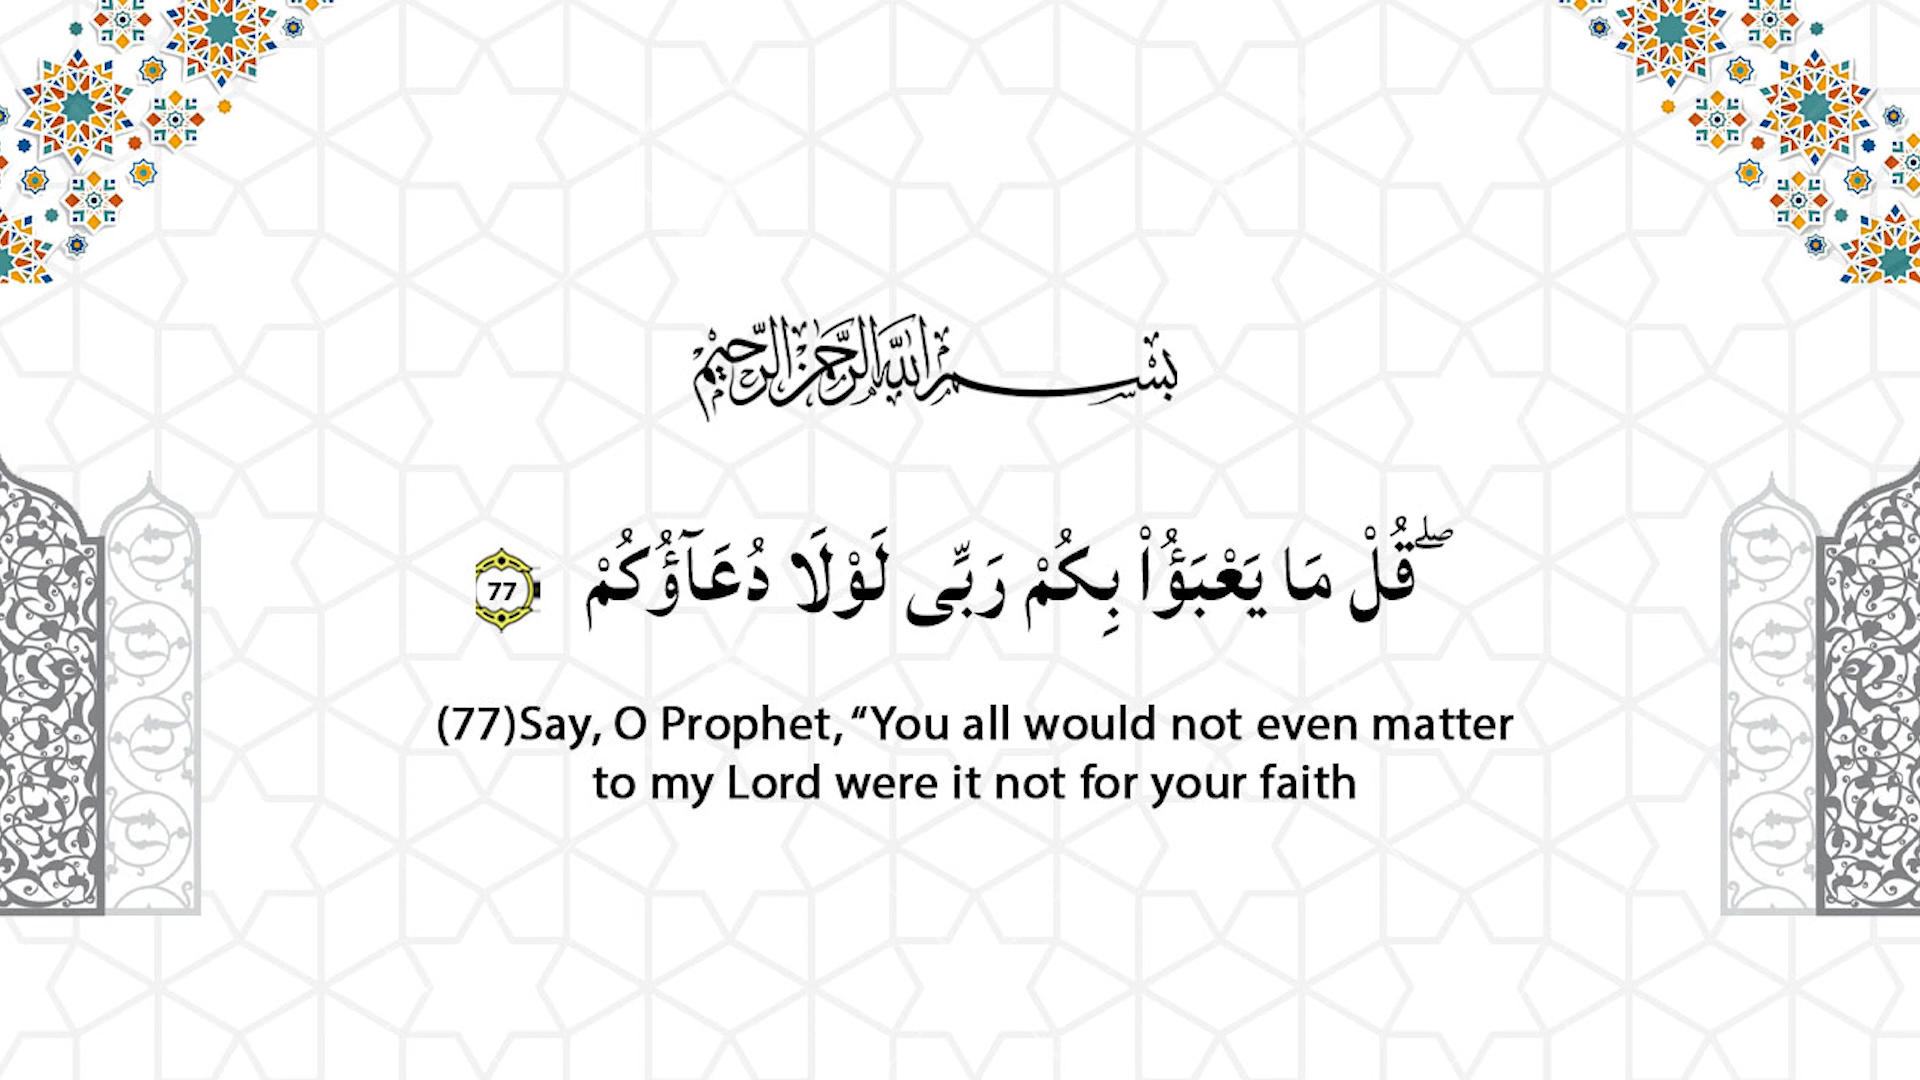 بسم الله الرحمن الرحيم
ۖ قُلْ مَا يَعْبَؤُا۟ بِكُمْ رَبِّى لَوْلَا دُعَآؤُكُمْ 77
(77)Say, O Prophet, “You all would not even matter
to my Lord were it not for your faith